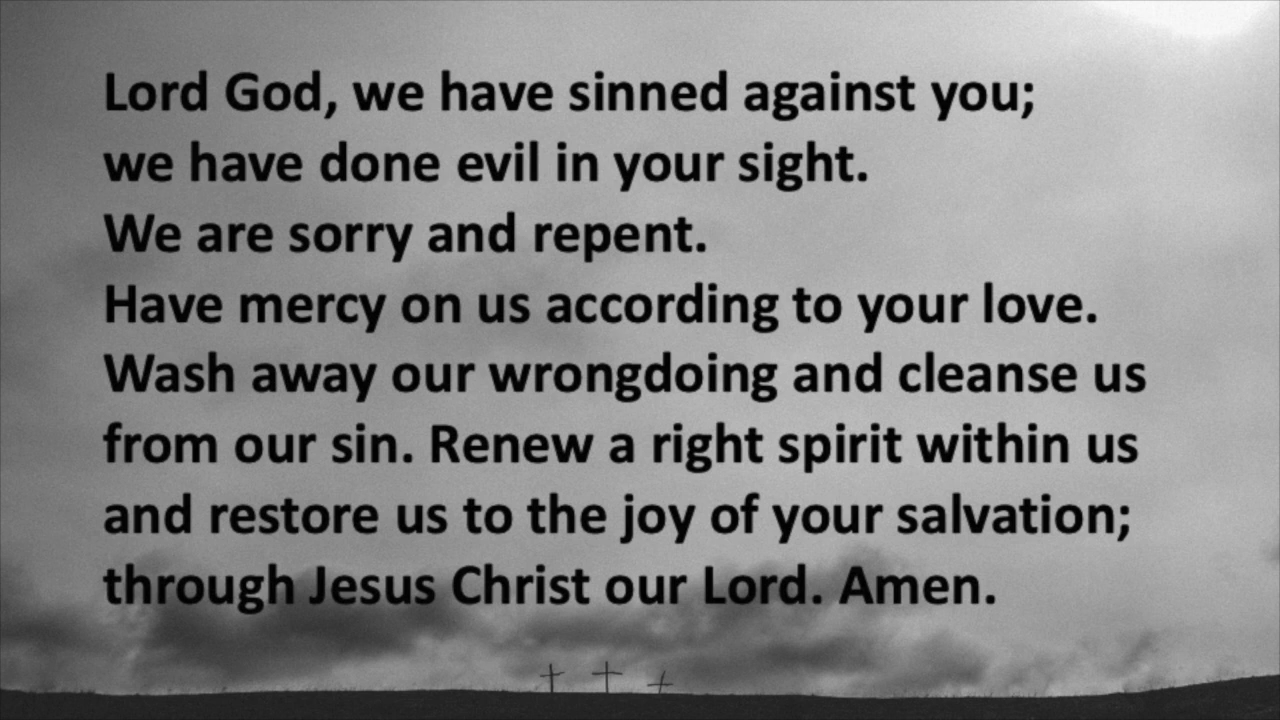 Lord God, we have sinned against you;
we have done evil in your sight.
We are sorry and repent.
Have mercy on us according to your love.
Wash away our wrongdoing and cleanse us
from our sin. Renew a right spirit within us
and restore us to the joy of your salvation;
through Jesus Christ our Lord. Amen.